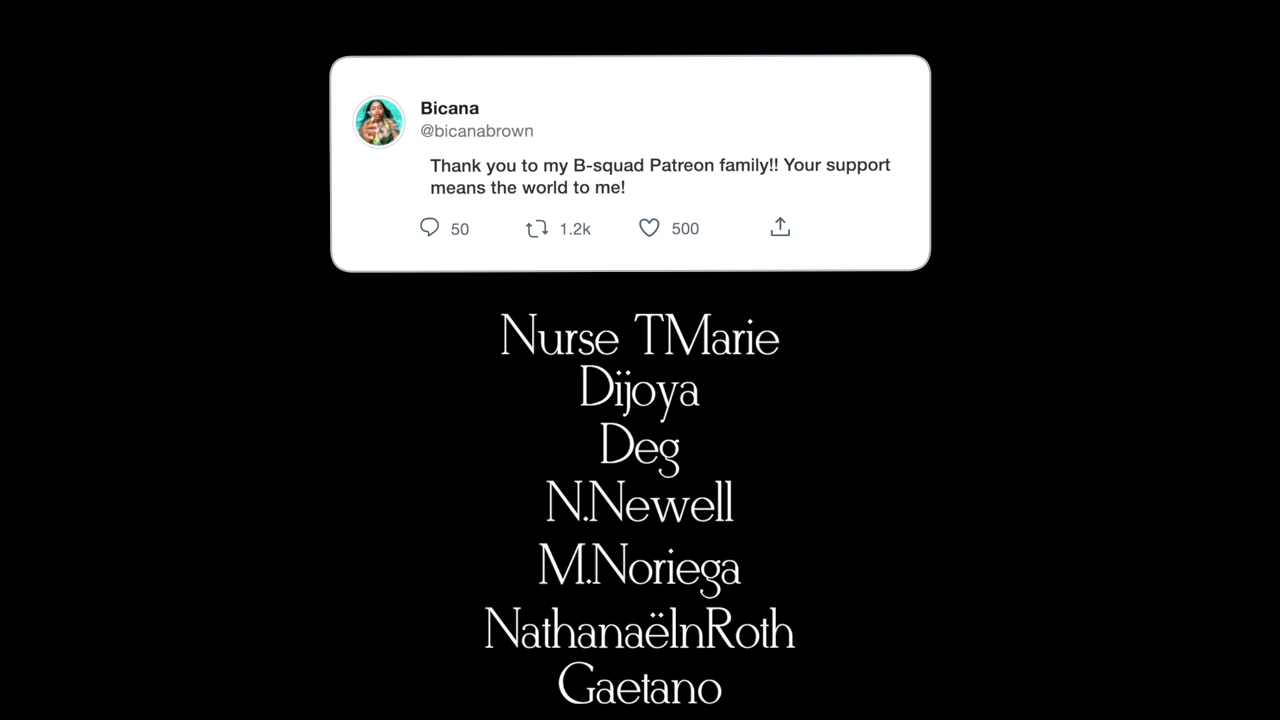 Bicana
@bicanabrown
Thank you to my B-squad Patreon family!! Your support
means the world to me!
50 1.2k 500
Nurse TMarie
Dijoya
Deg
N.Newell
M.Noriega
NathanaëlnRoth
Gaetano